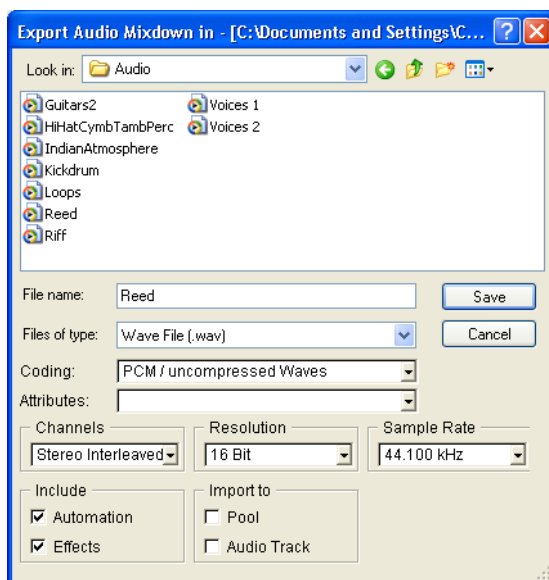 Export Audio Mixdown in - [C:\Documents and Settings\C...
Look in: Audio
Guitars2
HiHatCymbTambPerc
IndianAtmosphere
Kickdrum
Loops
Reed
Riff
Voices 1
Voices 2
File name: Reed Save
Files of type: Wave File (.wav) Cancel
Coding: PCM / uncompressed Waves
Attributes:
Channels Resolution Sample Rate
Stereo Interleaved 16 Bit 44.100 kHz
Include Import to
Automation Pool
Effects Audio Track